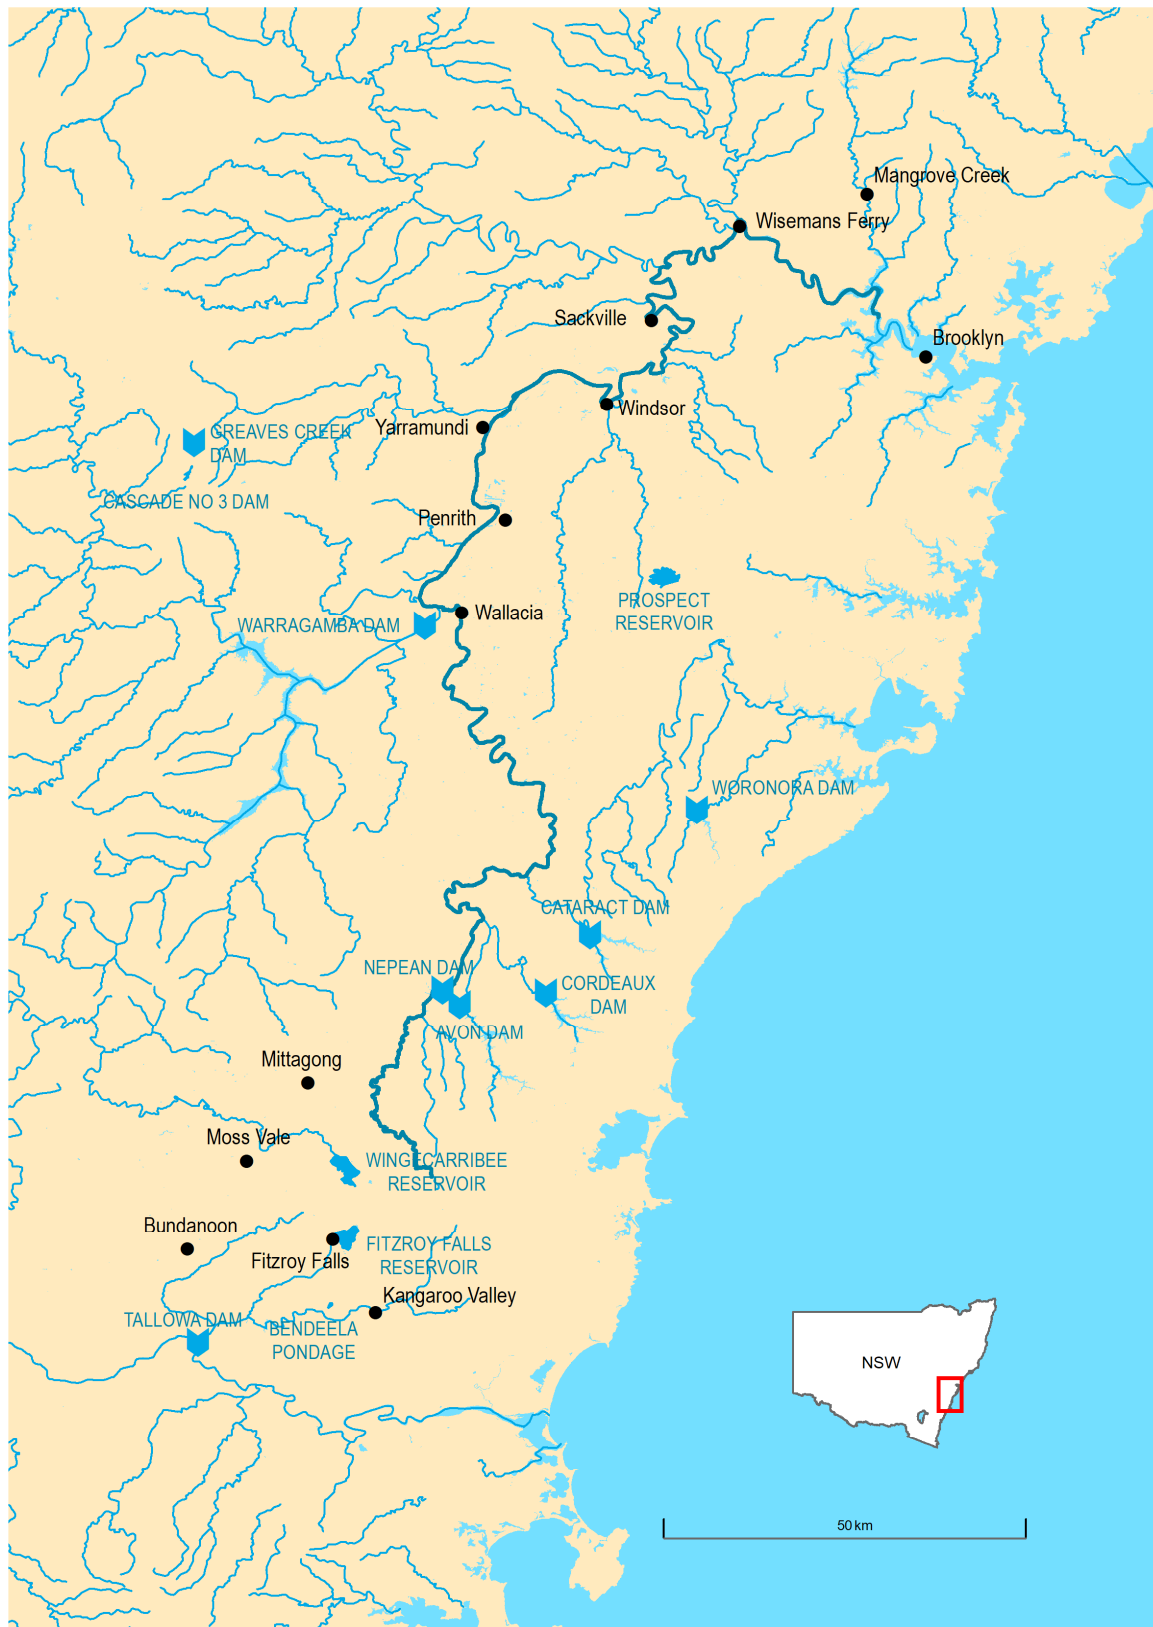 Mangrove Creek
Wisemans Ferry
Sackville
Brooklyn
Windsor
Yarramundi
GREAVES CREEK
DAM
CASCADE NO 3 DAM
Penrith
PROSPECT
RESERVOIR
Wallacia
WARRAGAMBA DAM
WORONORA DAM
CATARACT DAM
NEPEAN DAM
CORDEAUX
DAM
AVON DAM
Mittagong
Moss Vale
WINGECARRIBEE
RESERVOIR
Bundanoon
FITZROY FALLS
RESERVOIR
Fitzroy Falls
Kangaroo Valley
TALLOWA DAM
BENDEELA
PONDAGE
NSW
50 km